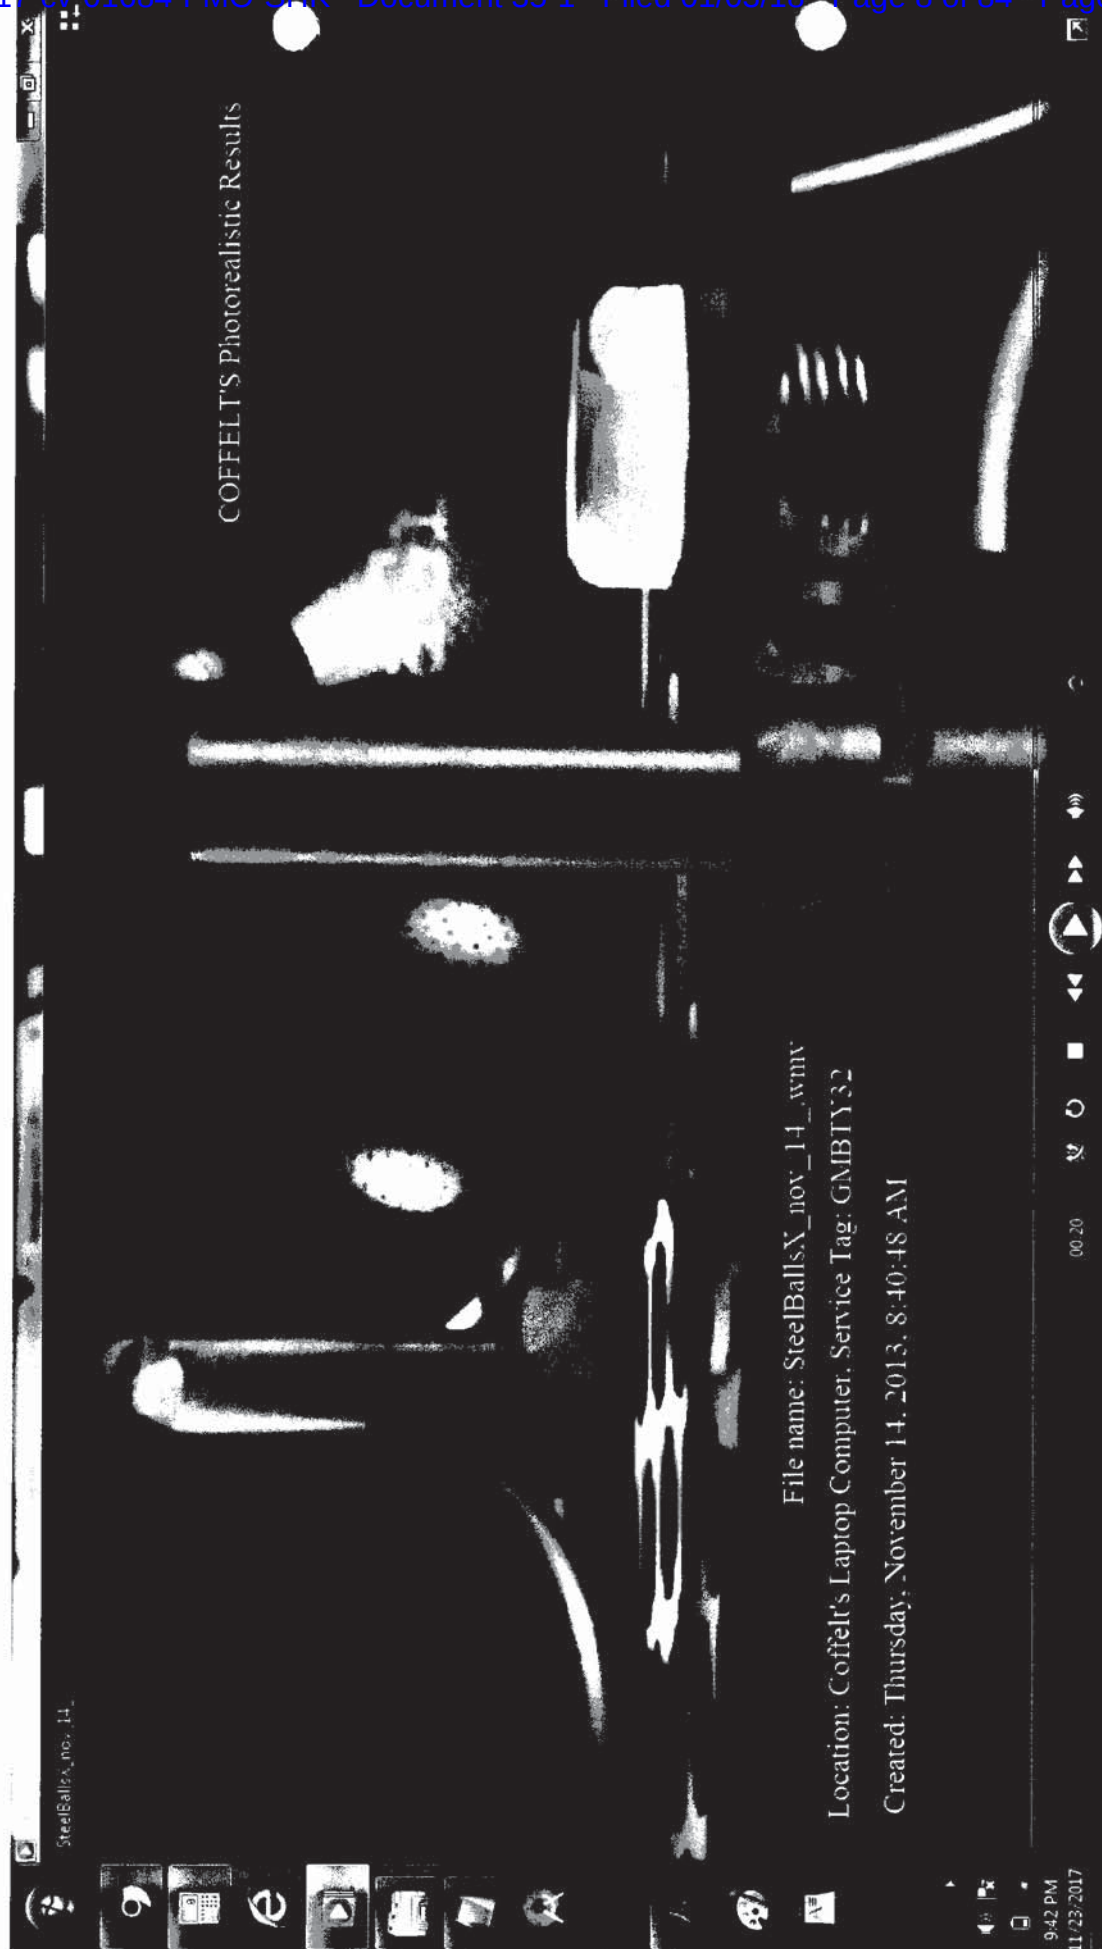 SteelBallsX_nov_14_
COFFELT'S Photorealistic Results
File name: SteelBallsX_nov_14_.wmv
Location: Coffelt's Laptop Computer, Service Tag: GMBTY32
Created: Thursday, November 14, 2013, 8:40:48 AM
00:20
9:42 PM
11/23/2017